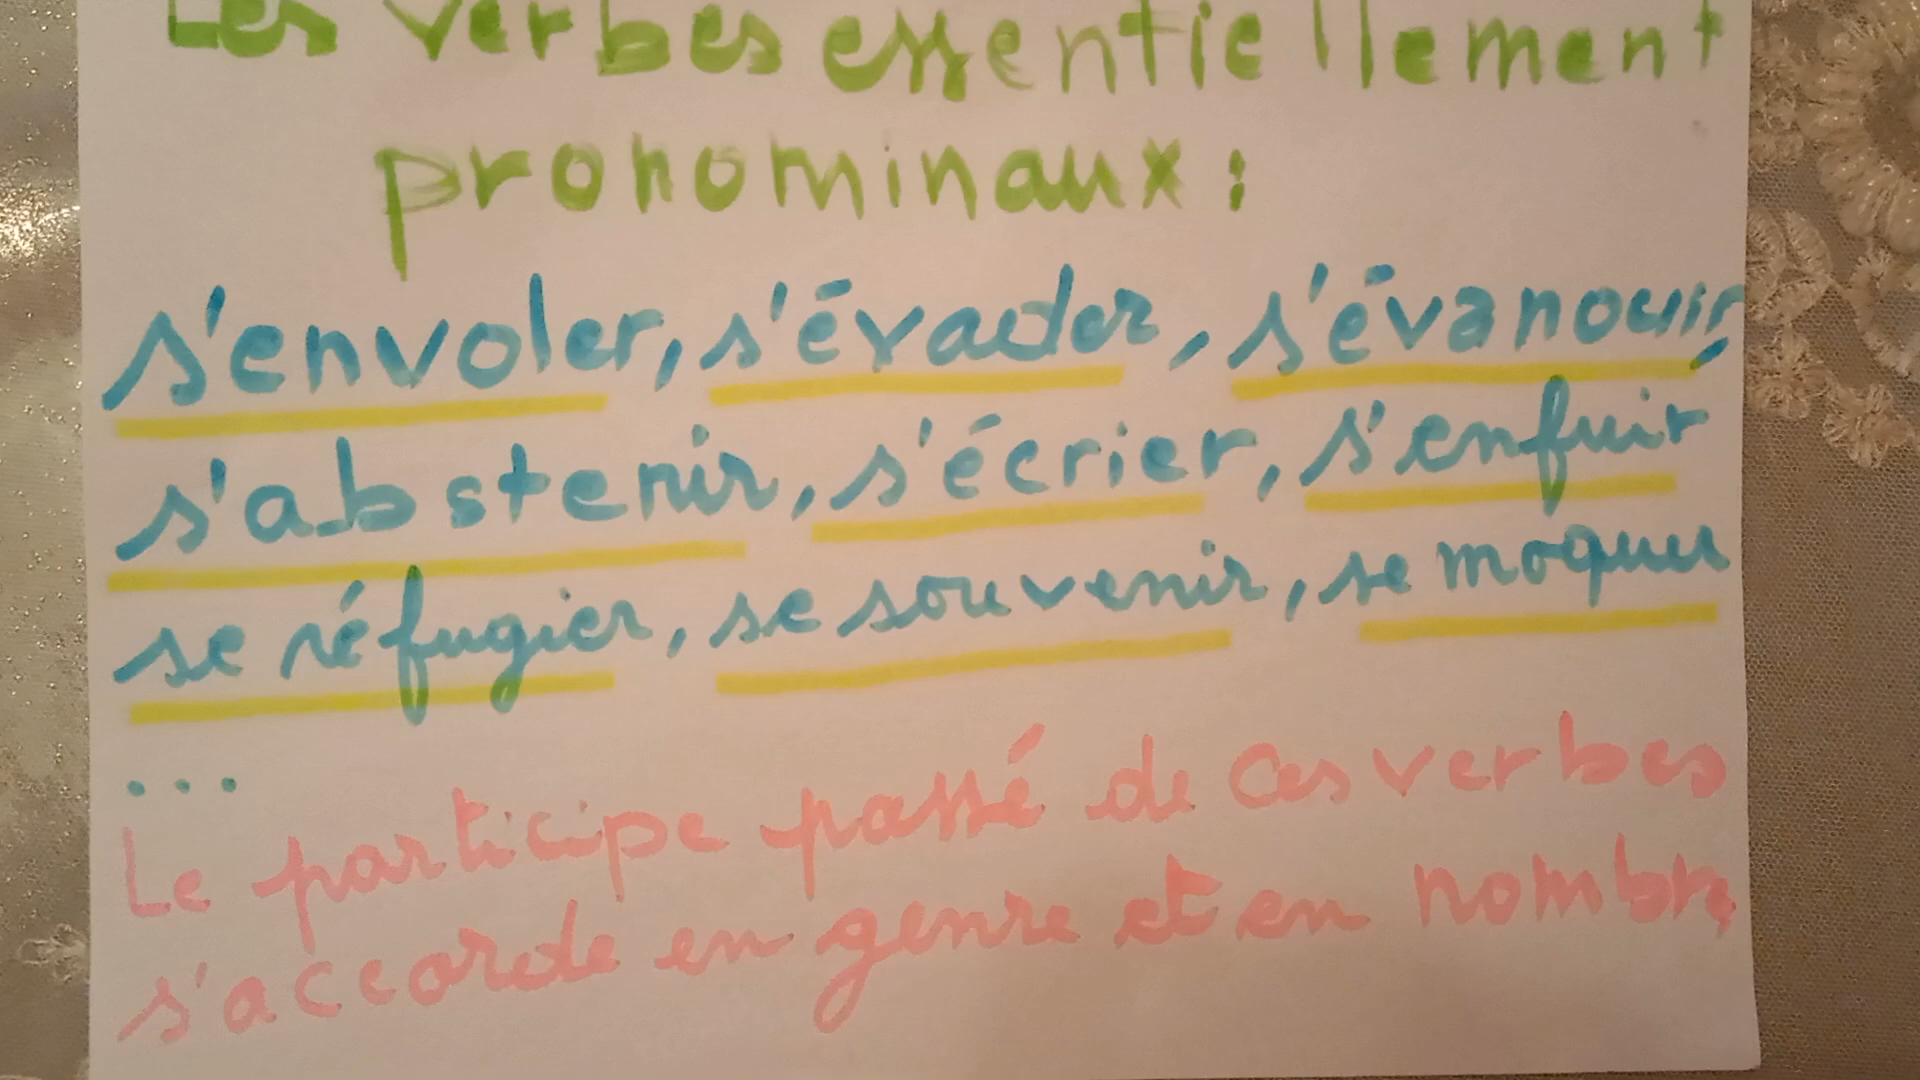 Les verbes essentiellement
pronominaux :
s'envoler, s'évader, s'évanouir,
s'abstenir, s'écrier, s'enfuir
se réfugier, se souvenir, se moquer
...
Le participe passé de ces verbes
s'accorde en genre et en nombre